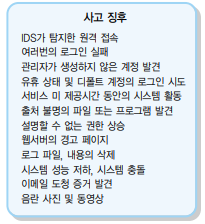 사고 징후
IDS가 탐지한 원격 접속
여러번의 로그인 실패
관리자가 생성하지 않은 계정 발견
유휴 상태 및 디폴트 계정의 로그인 시도
서비스 미 제공시간 동안의 시스템 활동
출처 불명의 파일 또는 프로그램 발견
설명할 수 없는 권한 상승
웹서버의 경고 페이지
로그 파일, 내용의 삭제
시스템 성능 저하, 시스템 충돌
이메일 도청 증거 발견
음란 사진 및 동영상